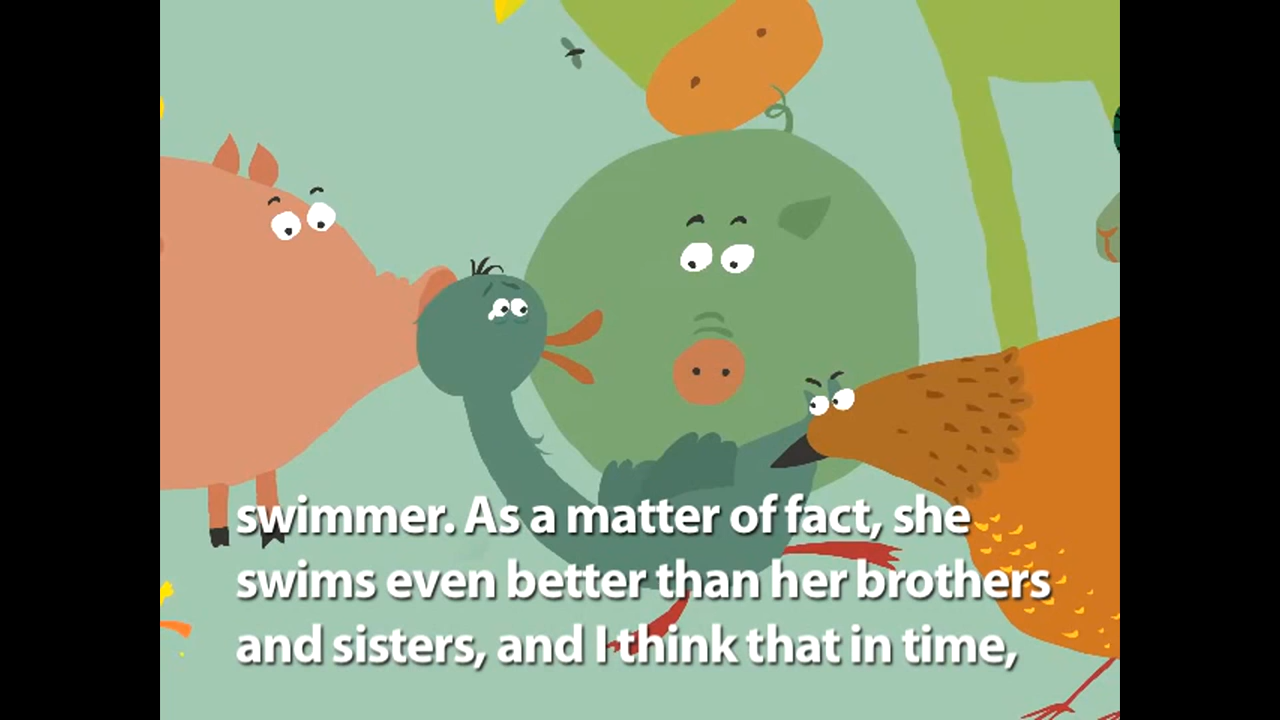 swimmer. As a matter of fact, she
swims even better than her brothers
and sisters, and I think that in time,